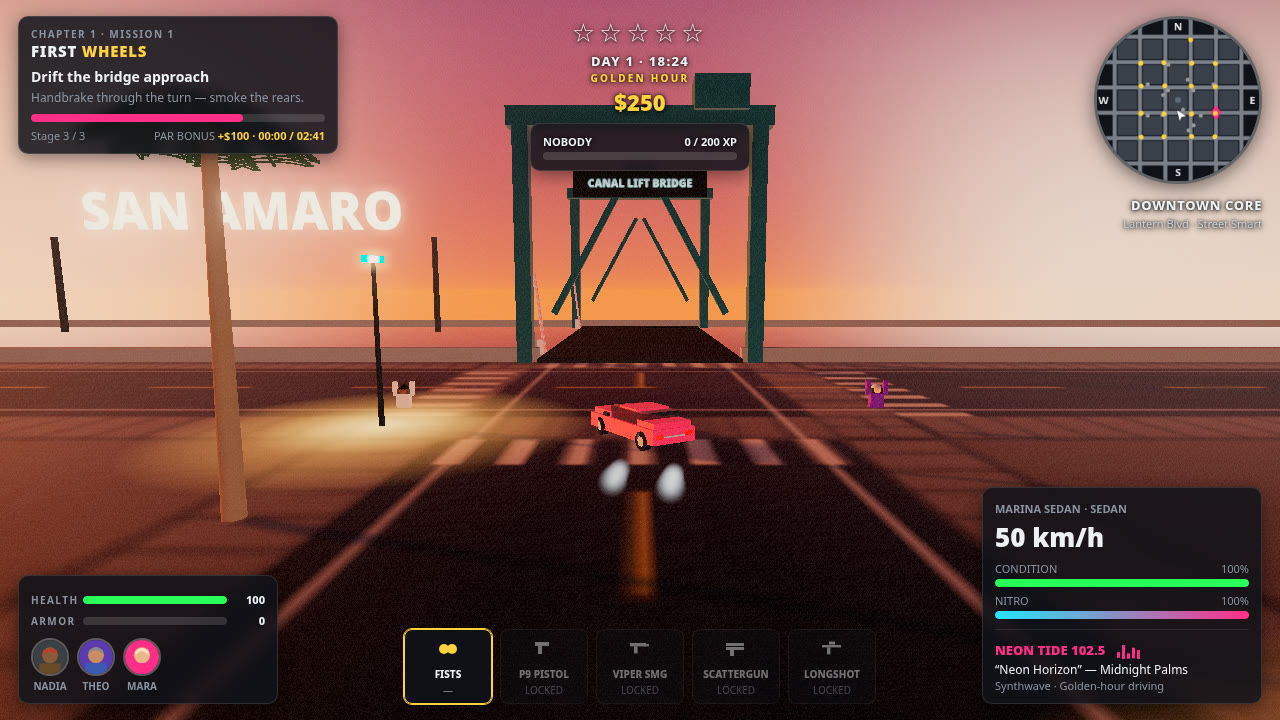 CHAPTER 1 · MISSION 1
FIRST WHEELS
Drift the bridge approach
Handbrake through the turn — smoke the rears.
Stage 3 / 3
PAR BONUS +$100 · 00:00 / 02:41
☆ ☆ ☆ ☆ ☆
DAY 1 · 18:24
GOLDEN HOUR
$250
NOBODY
0 / 200 XP
CANAL LIFT BRIDGE
SAN AMARO
N
W
E
S
DOWNTOWN CORE
Lantern Blvd · Street Smart
HEALTH 100
ARMOR 0
NADIA
THEO
MARA
FISTS
—
P9 PISTOL
LOCKED
VIPER SMG
LOCKED
SCATTERGUN
LOCKED
LONGSHOT
LOCKED
MARINA SEDAN · SEDAN
50 km/h
CONDITION 100%
NITRO 100%
NEON TIDE 102.5
“Neon Horizon” — Midnight Palms
Synthwave · Golden-hour driving